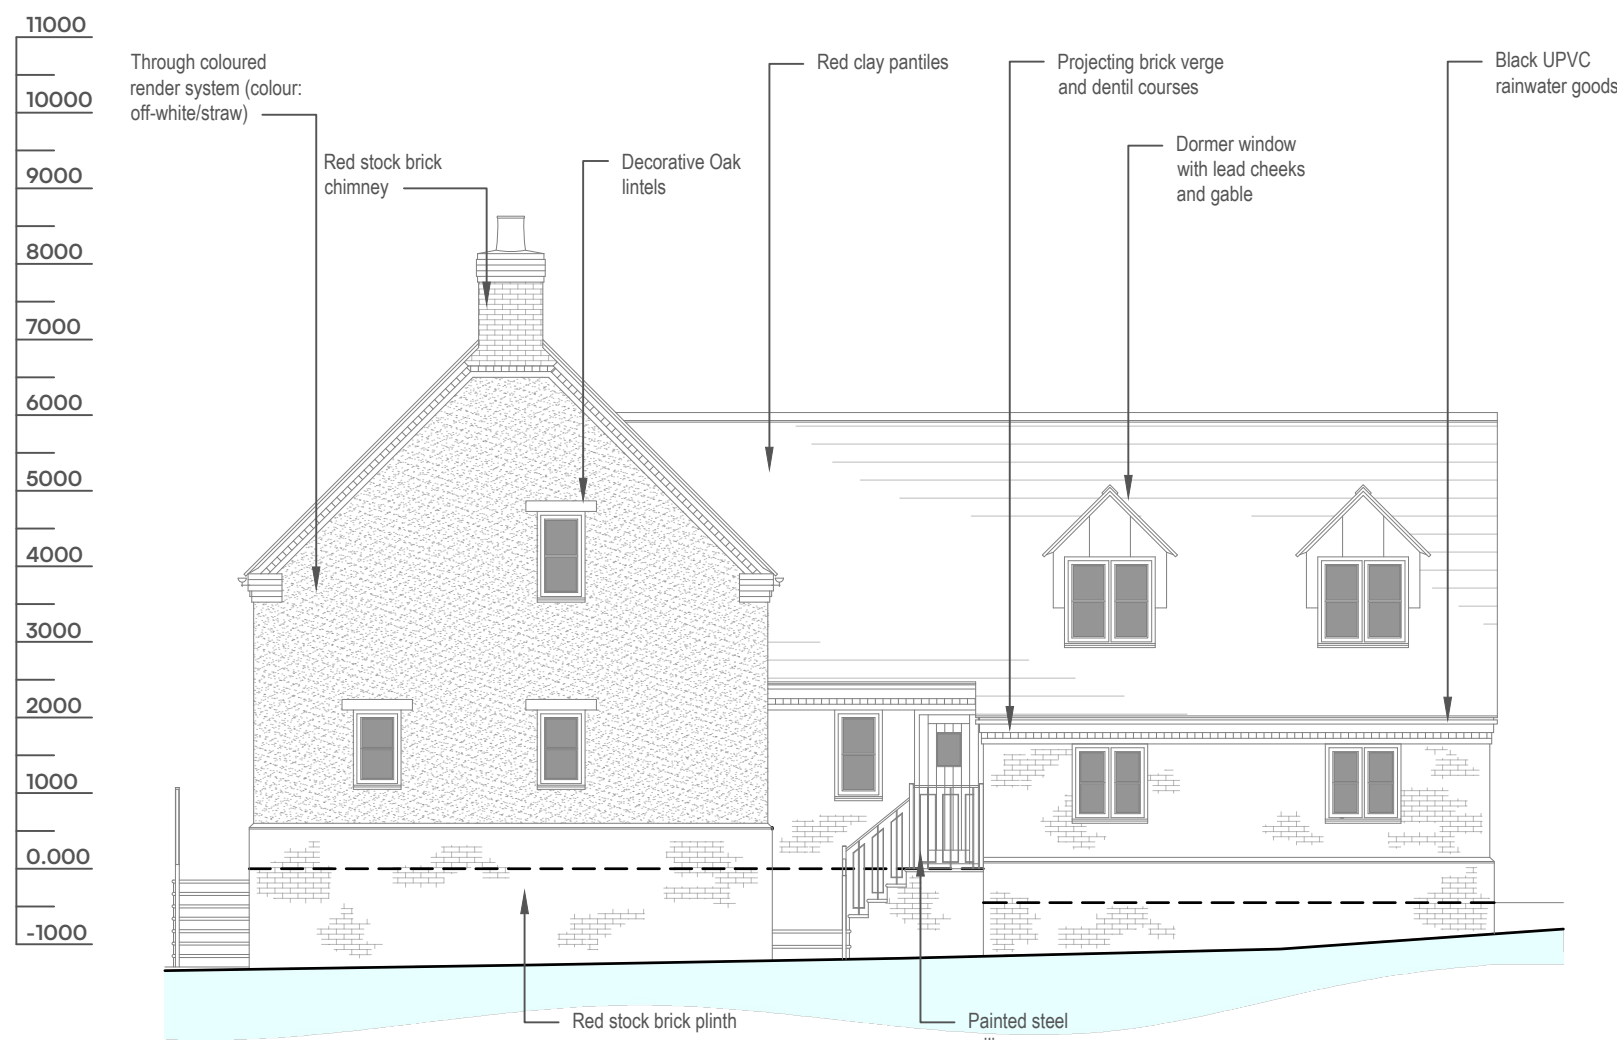 11000
10000
9000
8000
7000
6000
5000
4000
3000
2000
1000
0.000
-1000
Through coloured
render system (colour:
off-white/straw)
Red stock brick
chimney
Decorative Oak
lintels
Red clay pantiles
Projecting brick verge
and dentil courses
Dormer window
with lead cheeks
and gable
Black UPVC
rainwater goods
Red stock brick plinth
Painted steel